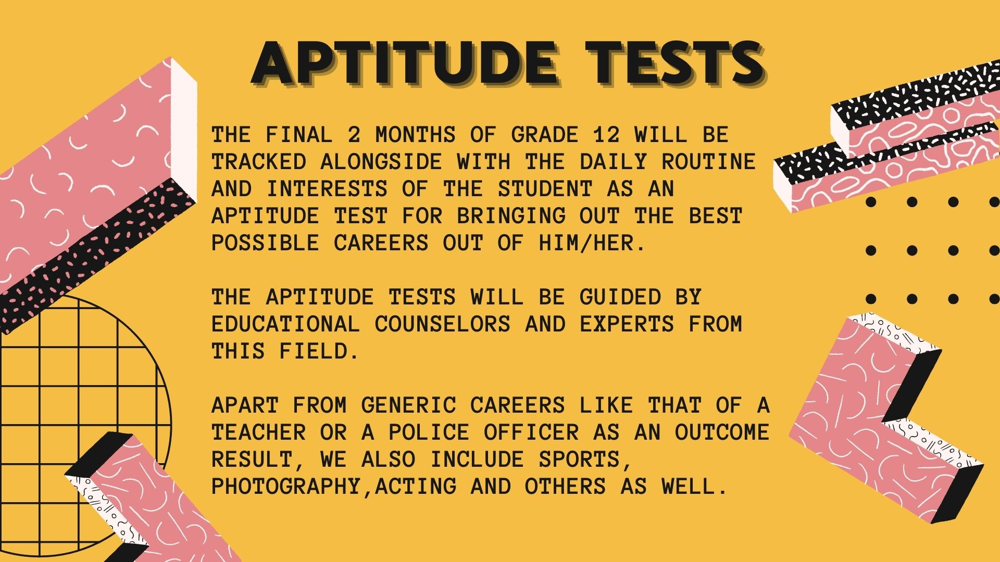 APTITUDE TESTS
THE FINAL 2 MONTHS OF GRADE 12 WILL BE
TRACKED ALONGSIDE WITH THE DAILY ROUTINE
AND INTERESTS OF THE STUDENT AS AN
APTITUDE TEST FOR BRINGING OUT THE BEST
POSSIBLE CAREERS OUT OF HIM/HER.
THE APTITUDE TESTS WILL BE GUIDED BY
EDUCATIONAL COUNSELORS AND EXPERTS FROM
THIS FIELD.
APART FROM GENERIC CAREERS LIKE THAT OF A
TEACHER OR A POLICE OFFICER AS AN OUTCOME
RESULT, WE ALSO INCLUDE SPORTS,
PHOTOGRAPHY,ACTING AND OTHERS AS WELL.